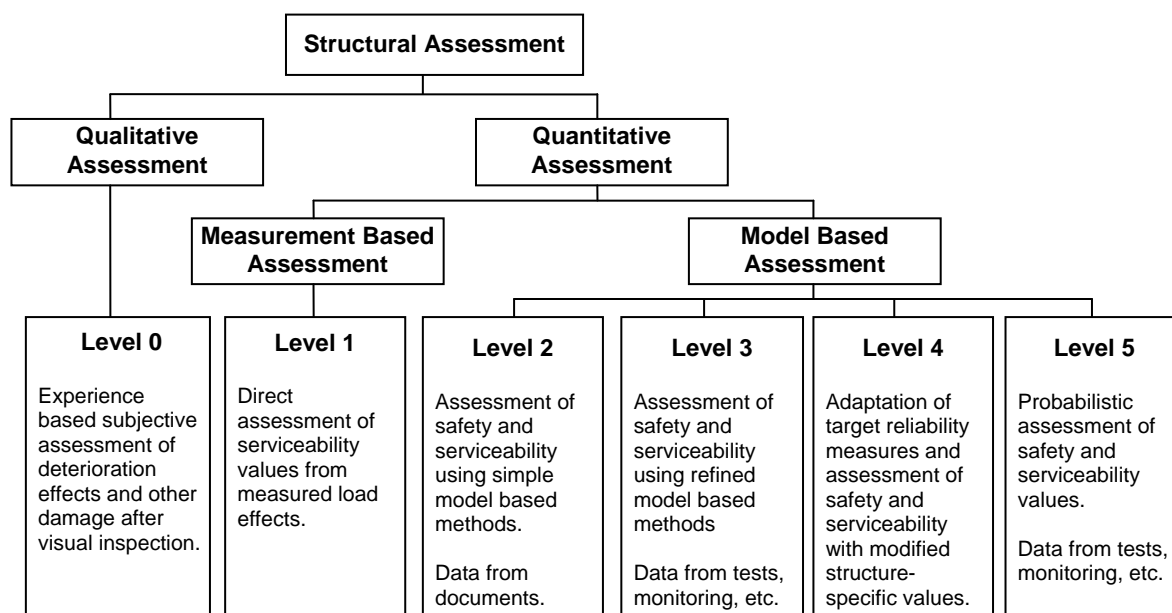 Structural Assessment
Qualitative
Assessment
Quantitative
Assessment
Measurement Based
Assessment
Model Based
Assessment
Level 0
Experience
based subjective
assessment of
deterioration
effects and other
damage after
visual inspection.
Level 1
Direct
assessment of
serviceability
values from
measured load
effects.
Level 2
Assessment of
safety and
serviceability
using simple
model based
methods.
Data from
documents.
Level 3
Assessment of
safety and
serviceability
using refined
model based
methods
Data from tests,
monitoring, etc.
Level 4
Adaptation of
target reliability
measures and
assessment of
safety and
serviceability
with modified
structure-
specific values.
Level 5
Probabilistic
assessment of
safety and
serviceability
values.
Data from tests,
monitoring, etc.